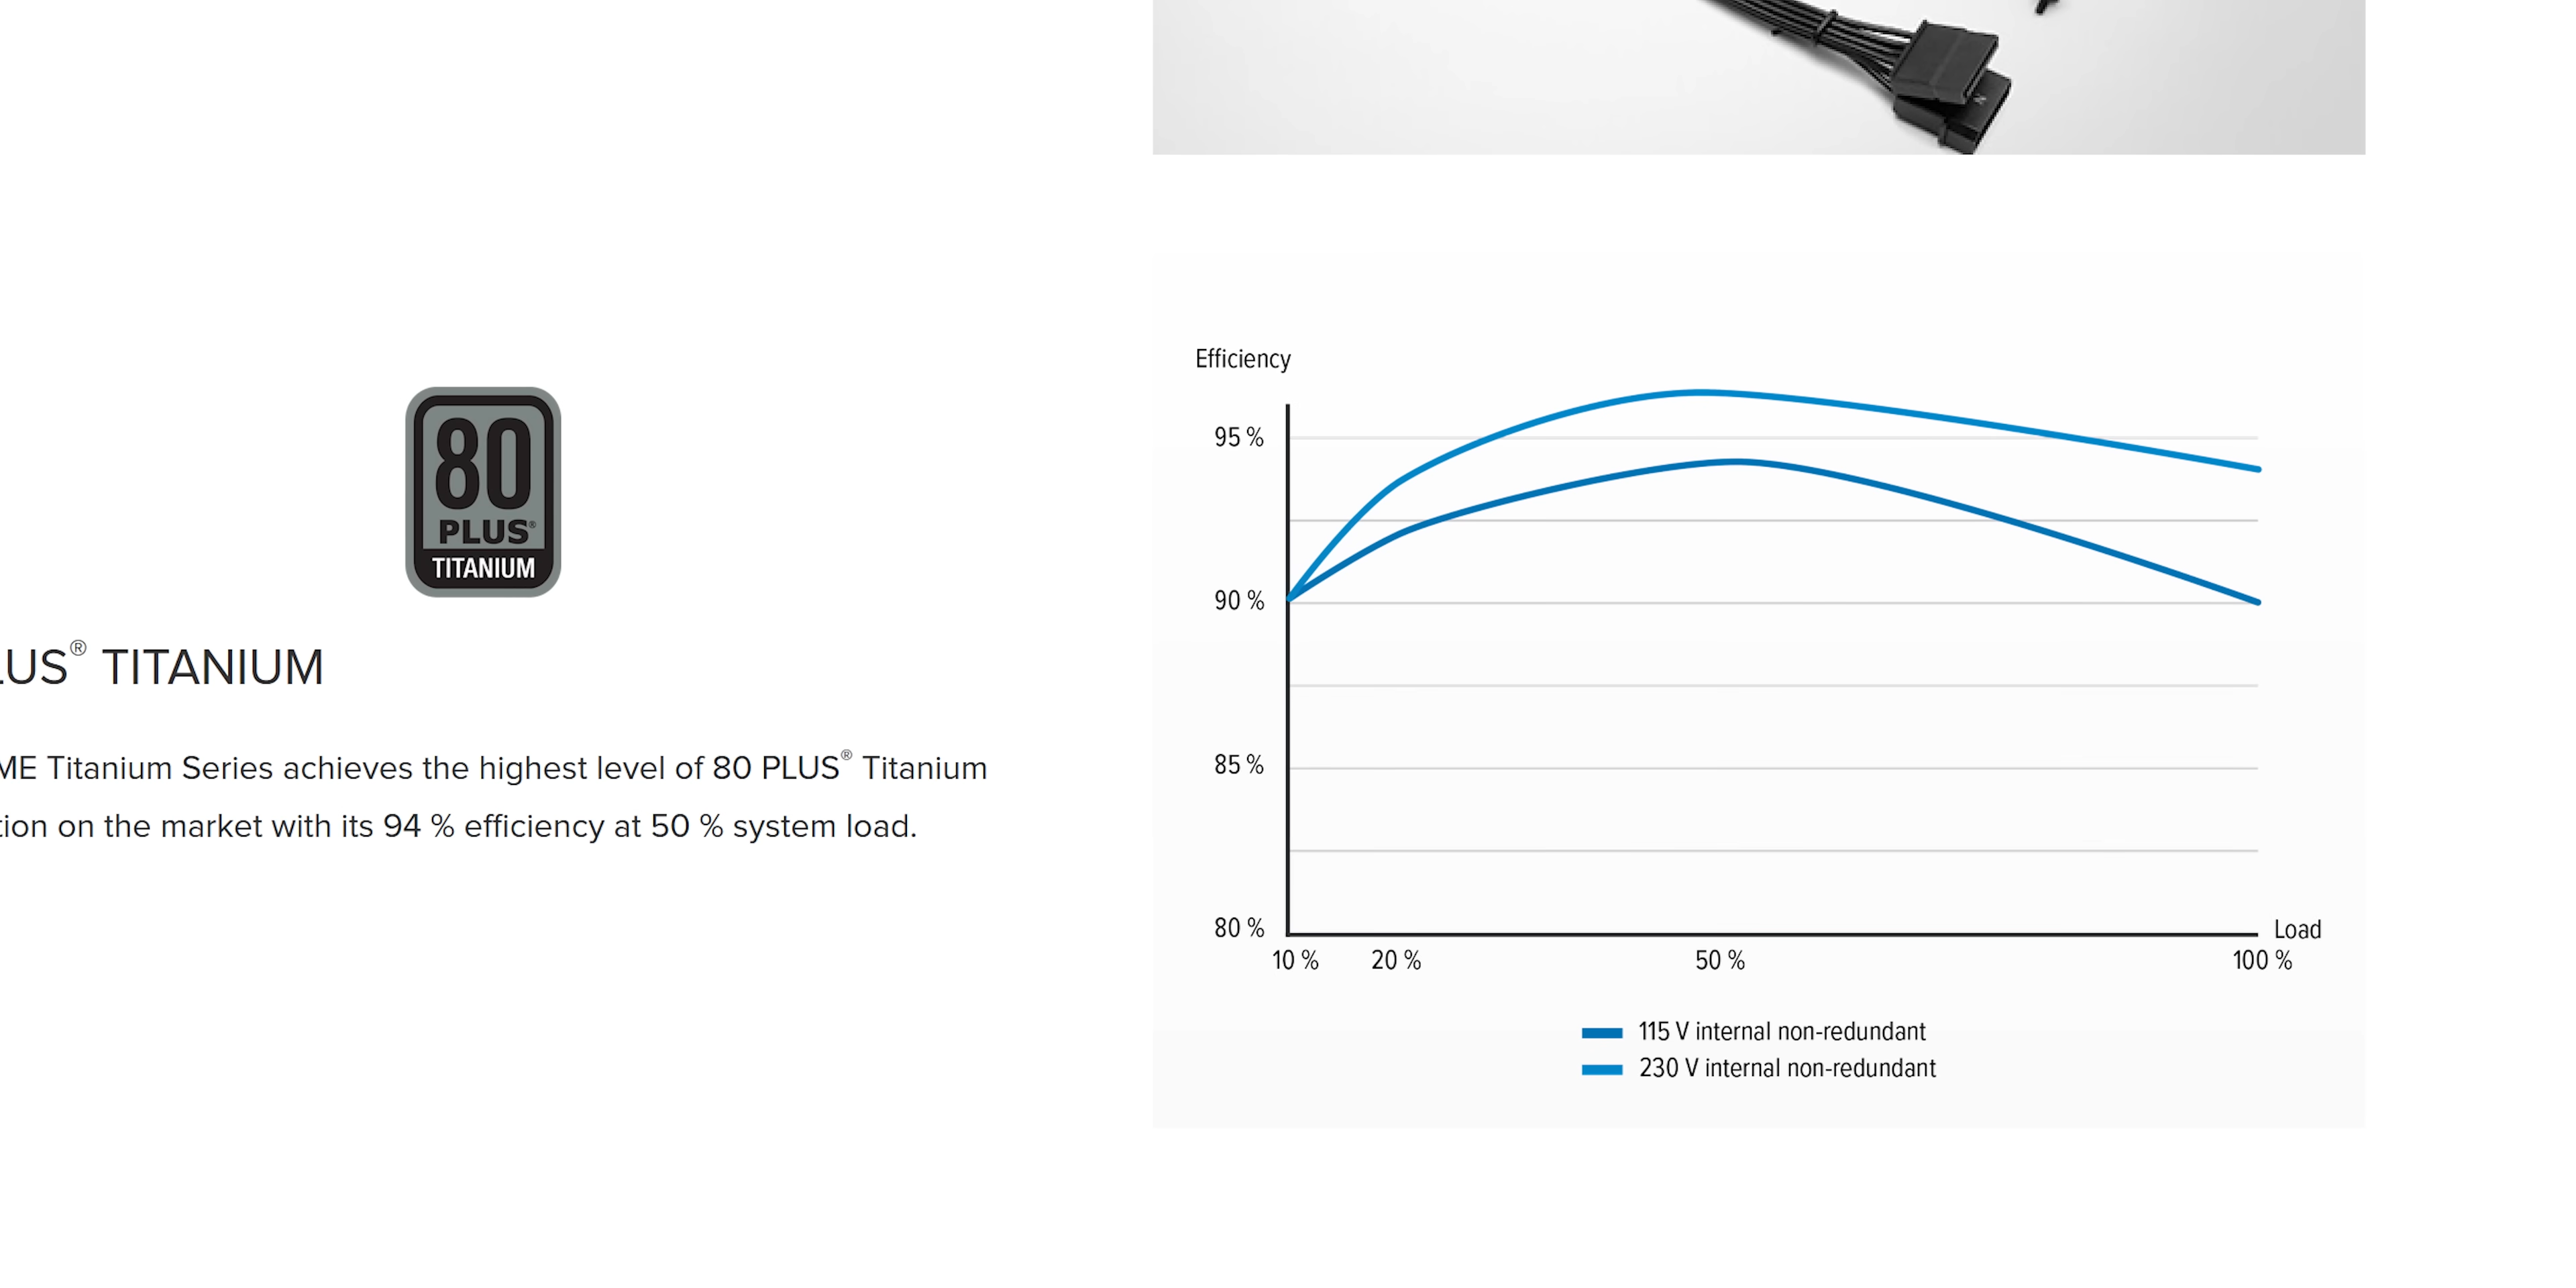 80
PLUS®
TITANIUM
US® TITANIUM
ME Titanium Series achieves the highest level of 80 PLUS® Titanium
tion on the market with its 94 % efficiency at 50 % system load.
Efficiency
95 %
90 %
85 %
80 %
Load
10 % 20 % 50 % 100 %
115 V internal non-redundant
230 V internal non-redundant